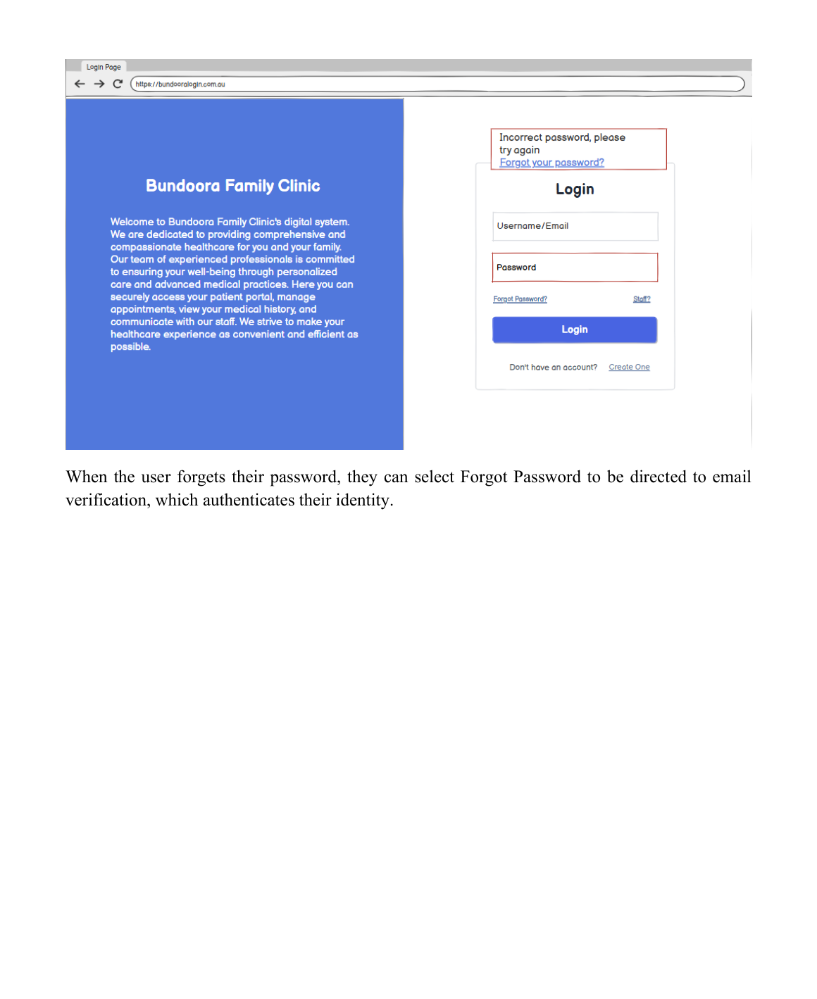 Login Page
https://bundooralogin.com.au
Bundoora Family Clinic
Welcome to Bundoora Family Clinic's digital system.
We are dedicated to providing comprehensive and
compassionate healthcare for you and your family.
Our team of experienced professionals is committed
to ensuring your well-being through personalized
care and advanced medical practices. Here you can
securely access your patient portal, manage
appointments, view your medical history, and
communicate with our staff. We strive to make your
healthcare experience as convenient and efficient as
possible.
Incorrect password, please
try again
Forgot your password?
Login
Username/Email
Password
Forgot Password?
Staff?
Login
Don't have an account? Create One
When the user forgets their password, they can select Forgot Password to be directed to email
verification, which authenticates their identity.